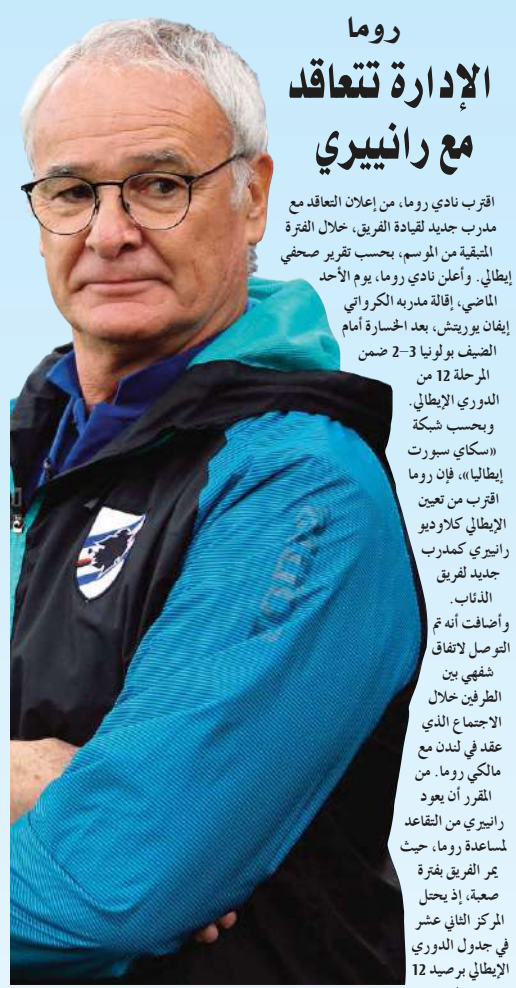 روما
الإدارة تتعاقد
مع رانييري
اقترب نادي روما، من إعلان التعاقد مع
مدرب جديد لقيادة الفريق، خلال الفترة
المتبقية من الموسم، بحسب تقرير صحفي
إيطالي. وأعلن نادي روما، يوم الأحد
الماضي، إقالة مدربه الكرواتي
إيفان يوريتش، بعد الخسارة أمام
الضيف بولونيا 3–2 ضمن
المرحلة 12 من
الدوري الإيطالي.
وبحسب شبكة
«سكاي سبورت
إيطاليا»، فإن روما
اقترب من تعيين
الإيطالي كلاوديو
رانييري كمدرب
جديد لفريق
الذئاب.
وأضافت أنه تم
التوصل لاتفاق
شفهي بين
الطرفين خلال
الاجتماع الذي
عقد في لندن مع
مالكي روما. من
المقرر أن يعود
رانييري من التقاعد
لمساعدة روما، حيث
يمر الفريق بفترة
صعبة، إذ يحتل
المركز الثاني عشر
في جدول الدوري
الإيطالي برصيد 12